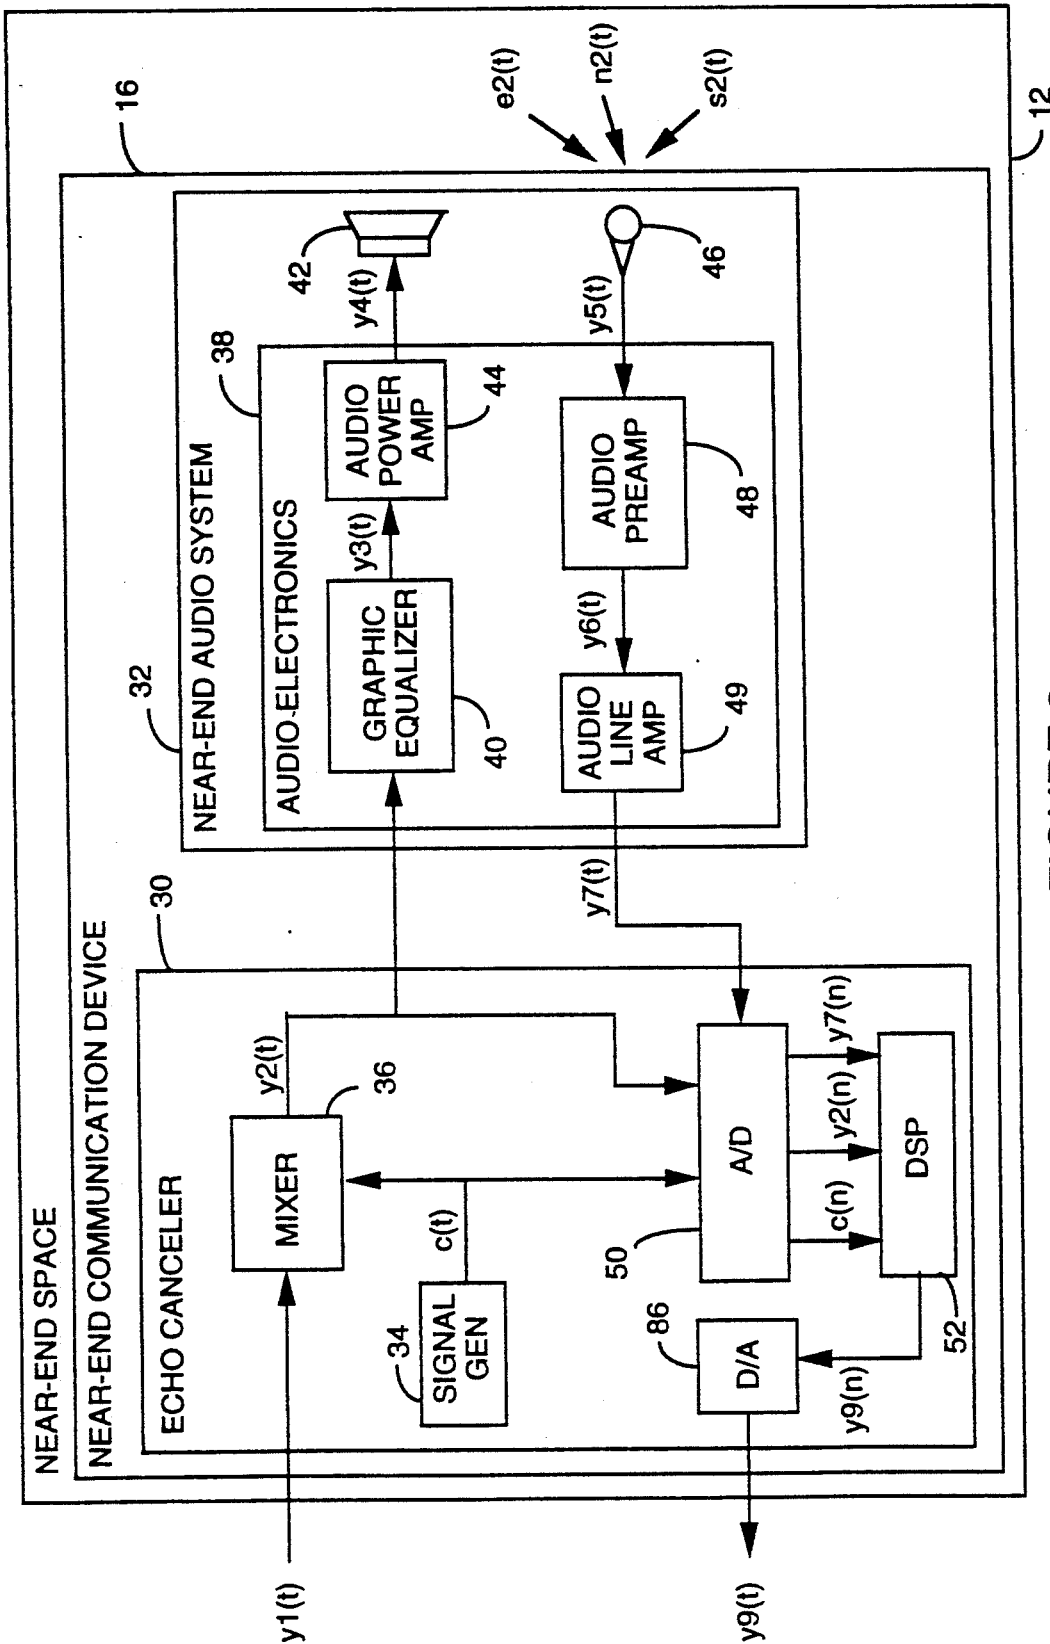 NEAR-END SPACE
12
NEAR-END COMMUNICATION DEVICE
16
ECHO CANCELER
30
NEAR-END AUDIO SYSTEM
32
AUDIO-ELECTRONICS
38
y1(t)
MIXER
36
y2(t)
GRAPHIC
EQUALIZER
40
y3(t)
AUDIO
POWER
AMP
44
y4(t)
42
e2(t)
n2(t)
s2(t)
34
SIGNAL
GEN
c(t)
46
y5(t)
AUDIO
PREAMP
48
y6(t)
AUDIO
LINE
AMP
49
y7(t)
A/D
50
c(n)
y2(n)
y7(n)
DSP
52
y9(n)
D/A
86
y9(t)